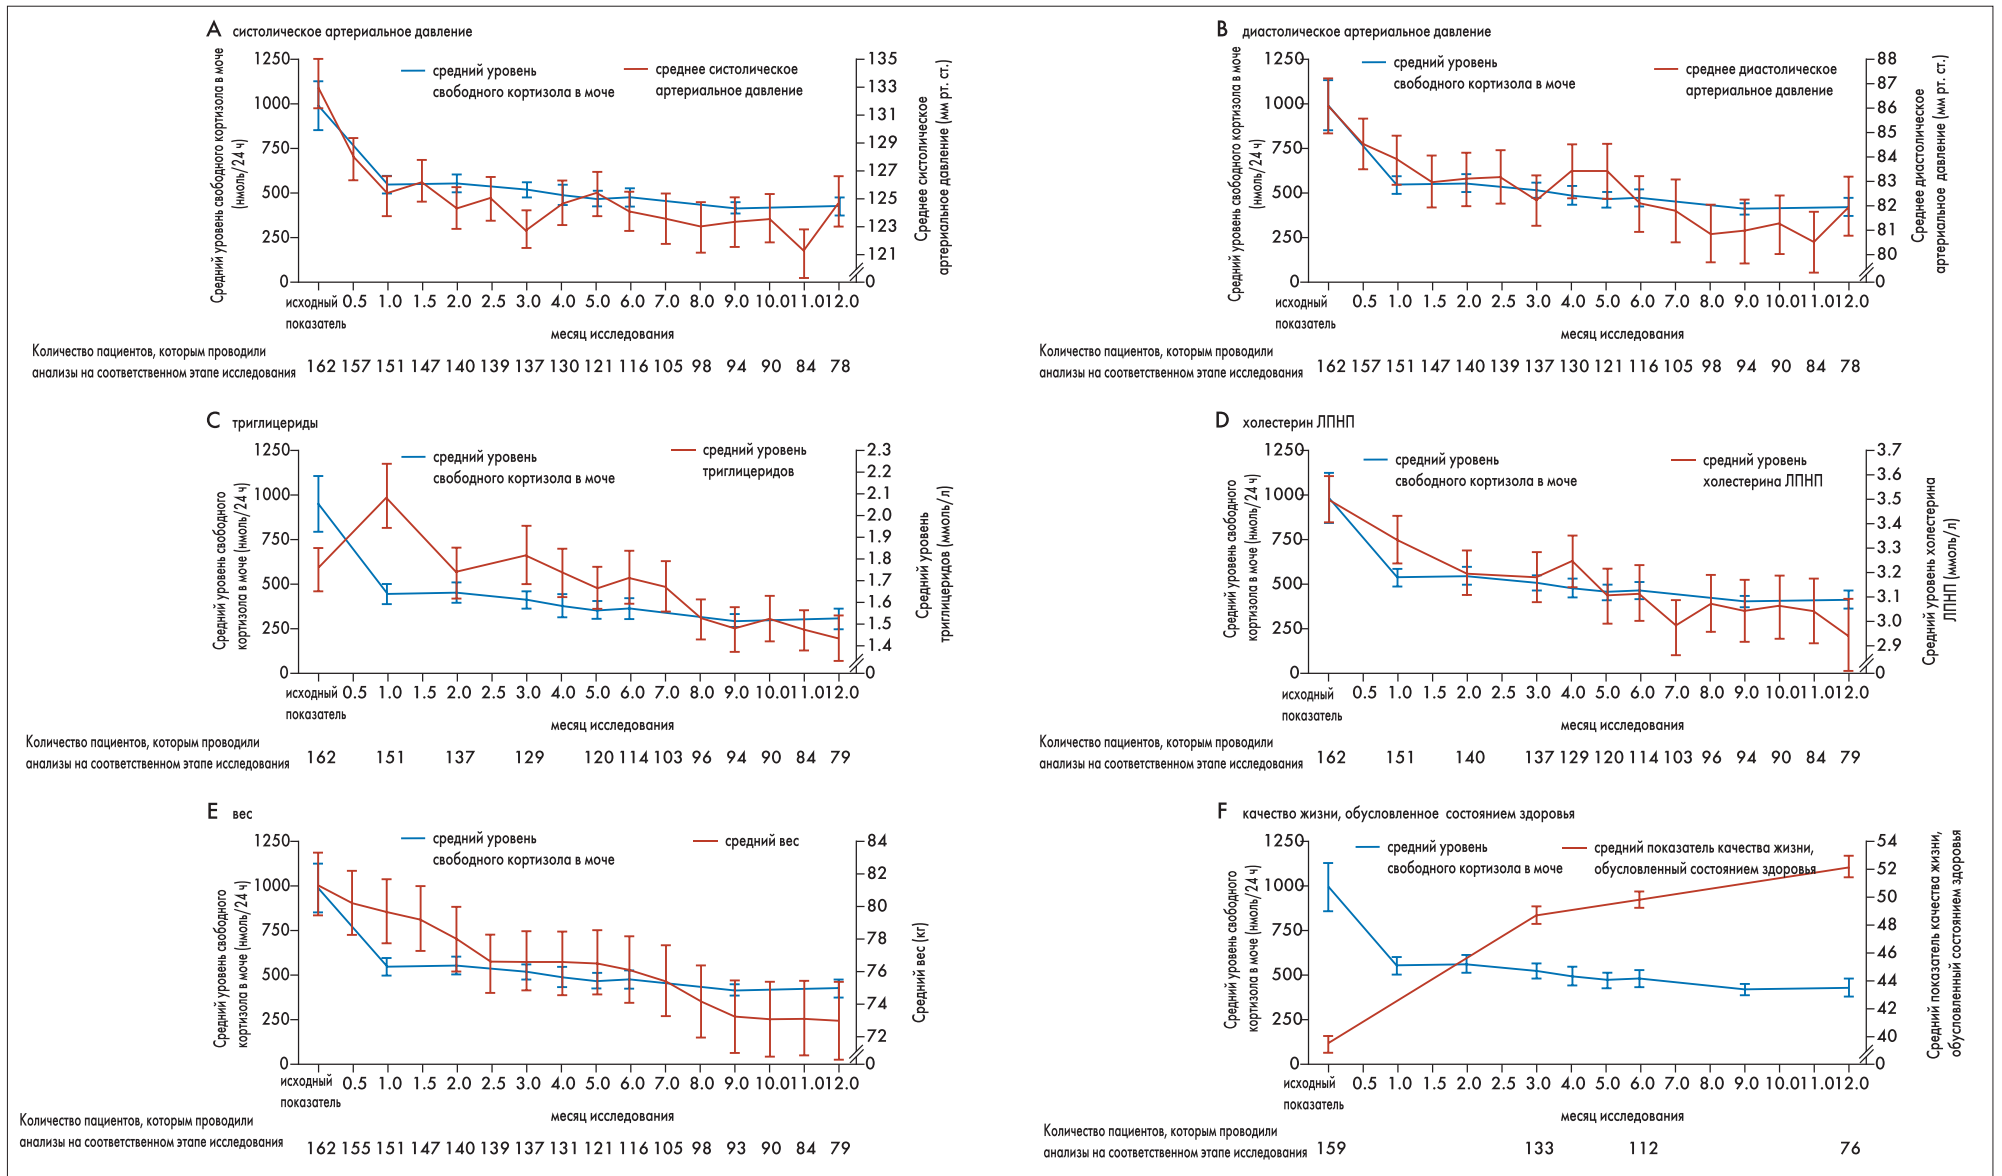 A систолическое артериальное давление
Средний уровень свободного кортизола в моче
(нмоль/24 ч)
1250
1000
750
500
250
0
средний уровень
свободного кортизола в моче
среднее систолическое
артериальное давление
135
133
131
129
127
125
123
121
0
Среднее систолическое
артериальное давление (мм рт. ст.)
исходный
показатель
0.5 1.0 1.5 2.0 2.5 3.0 4.0 5.0 6.0 7.0 8.0 9.0 10.0 11.0 12.0
месяц исследования
Количество пациентов, которым проводили
анализы на соответственном этапе исследования
162 157 151 147 140 139 137 130 121 116 105 98 94 90 84 78
B диастолическое артериальное давление
Средний уровень свободного кортизола в моче
(нмоль/24 ч)
1250
1000
750
500
250
0
средний уровень
свободного кортизола в моче
среднее диастолическое
артериальное давление
88
87
86
85
84
83
82
81
80
0
Среднее диастолическое
артериальное давление (мм рт. ст.)
исходный
показатель
0.5 1.0 1.5 2.0 2.5 3.0 4.0 5.0 6.0 7.0 8.0 9.0 10.0 11.0 12.0
месяц исследования
Количество пациентов, которым проводили
анализы на соответственном этапе исследования
162 157 151 147 140 139 137 130 121 116 105 98 94 90 84 78
C триглицериды
Средний уровень свободного
кортизола в моче (нмоль/24 ч)
1250
1000
750
500
250
0
средний уровень
свободного кортизола в моче
средний уровень
триглицеридов
2.3
2.2
2.1
2.0
1.9
1.8
1.7
1.6
1.5
1.4
0
Средний уровень
триглицеридов (ммоль/л)
исходный
показатель
0.5 1.0 1.5 2.0 2.5 3.0 4.0 5.0 6.0 7.0 8.0 9.0 10.0 11.0 12.0
месяц исследования
Количество пациентов, которым проводили
анализы на соответственном этапе исследования
162 151 137 129 120 114 103 96 94 90 84 79
D холестерин ЛПНП
Средний уровень свободного
кортизола в моче (нмоль/24 ч)
1250
1000
750
500
250
0
средний уровень
свободного кортизола в моче
средний уровень
холестерина ЛПНП
3.7
3.6
3.5
3.4
3.3
3.2
3.1
3.0
2.9
0
Средний уровень холестерина
ЛПНП (ммоль/л)
исходный
показатель
0.5 1.0 1.5 2.0 2.5 3.0 4.0 5.0 6.0 7.0 8.0 9.0 10.0 11.0 12.0
месяц исследования
Количество пациентов, которым проводили
анализы на соответственном этапе исследования
162 151 140 137 129 120 114 103 96 94 90 84 79
E вес
Средний уровень свободного
кортизола в моче (нмоль/24 ч)
1250
1000
750
500
250
0
средний уровень
свободного кортизола в моче
средний вес
84
82
80
78
76
74
72
0
Средний вес (кг)
исходный
показатель
0.5 1.0 1.5 2.0 2.5 3.0 4.0 5.0 6.0 7.0 8.0 9.0 10.0 11.0 12.0
месяц исследования
Количество пациентов, которым проводили
анализы на соответственном этапе исследования
162 155 151 147 140 139 137 131 121 116 105 98 93 90 84 79
F качество жизни, обусловленное состоянием здоровья
Средний уровень свободного
кортизола в моче (нмоль/24 ч)
1250
1000
750
500
250
0
средний уровень
свободного кортизола в моче
средний показатель качества жизни,
обусловленный состоянием здоровья
54
52
50
48
46
44
42
40
0
Средний показатель качества жизни,
обусловленный состоянием здоровья
исходный
показатель
0.5 1.0 1.5 2.0 2.5 3.0 4.0 5.0 6.0 7.0 8.0 9.0 10.0 11.0 12.0
месяц исследования
Количество пациентов, которым проводили
анализы на соответственном этапе исследования
159 133 112 76